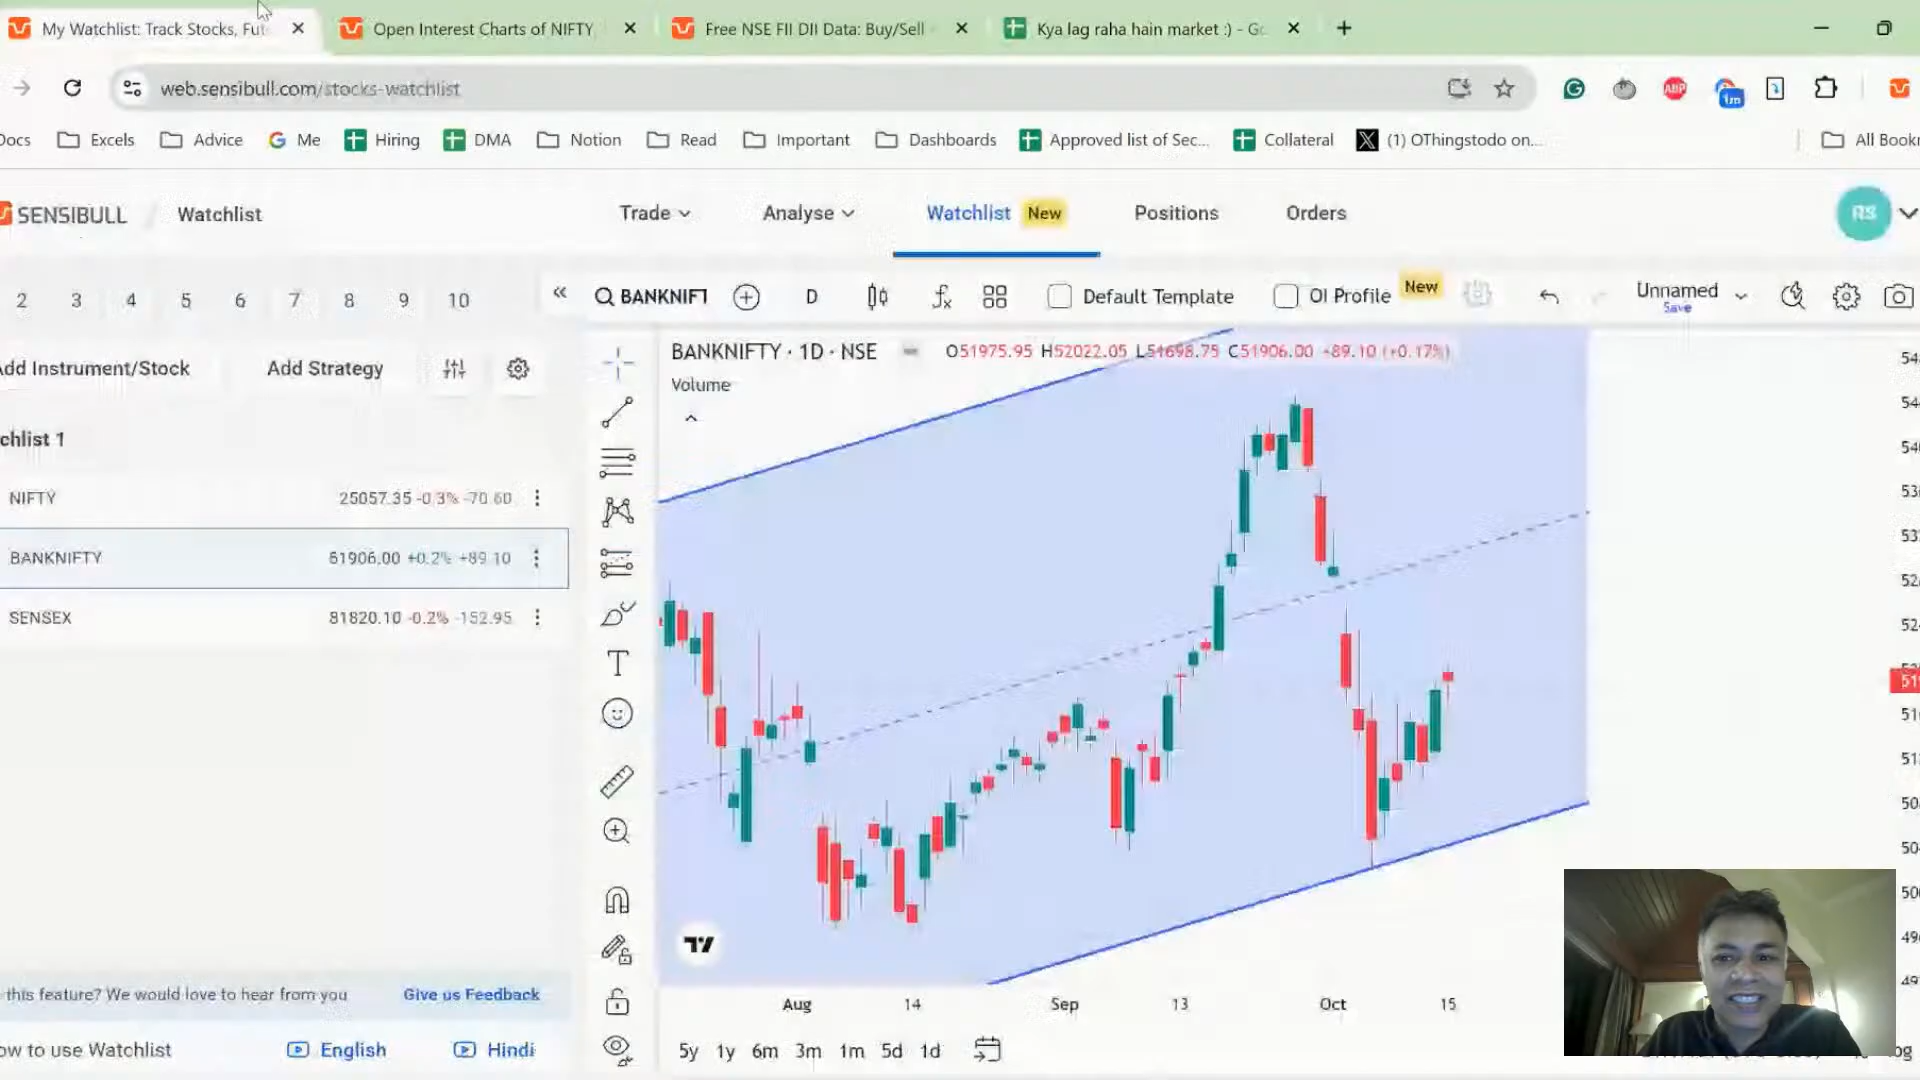 My Watchlist: Track Stocks, Fut
Open Interest Charts of NIFTY
Free NSE FII DII Data: Buy/Sell
Kya lag raha hain market :) - Go
web.sensibull.com/stocks-watchlist
1m
Docs
Excels
Advice
Me
Hiring
DMA
Notion
Read
Important
Dashboards
Approved list of Sec...
Collateral
(1) OThingstodo on...
All Book
SENSIBULL / Watchlist
Trade
Analyse
Watchlist New
Positions
Orders
RS
2 3 4 5 6 7 8 9 10
BANKNIFT
D
Default Template
OI Profile New
Unnamed
Save
Add Instrument/Stock
Add Strategy
BANKNIFTY · 1D · NSE O51975.95 H52022.05 L51698.75 C51906.00 +89.10 (+0.17%)
Volume
chlist 1
NIFTY 25057.35 -0.3% -70.60
BANKNIFTY 51906.00 +0.2% +89.10
SENSEX 81820.10 -0.2% -152.95
this feature? We would love to hear from you Give us Feedback
Aug 14 Sep 13 Oct 15
ow to use Watchlist English Hindi
5y 1y 6m 3m 1m 5d 1d